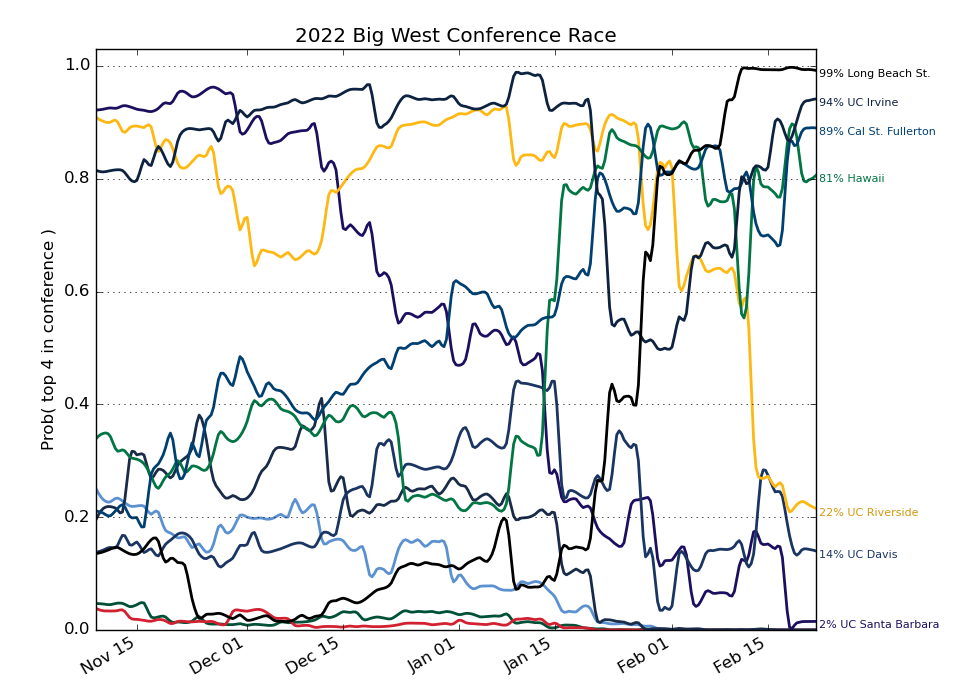 2022 Big West Conference Race
Prob( top 4 in conference )
1.0
0.8
0.6
0.4
0.2
0.0
Nov 15
Dec 01
Dec 15
Jan 01
Jan 15
Feb 01
Feb 15
99% Long Beach St.
94% UC Irvine
89% Cal St. Fullerton
81% Hawaii
22% UC Riverside
14% UC Davis
2% UC Santa Barbara